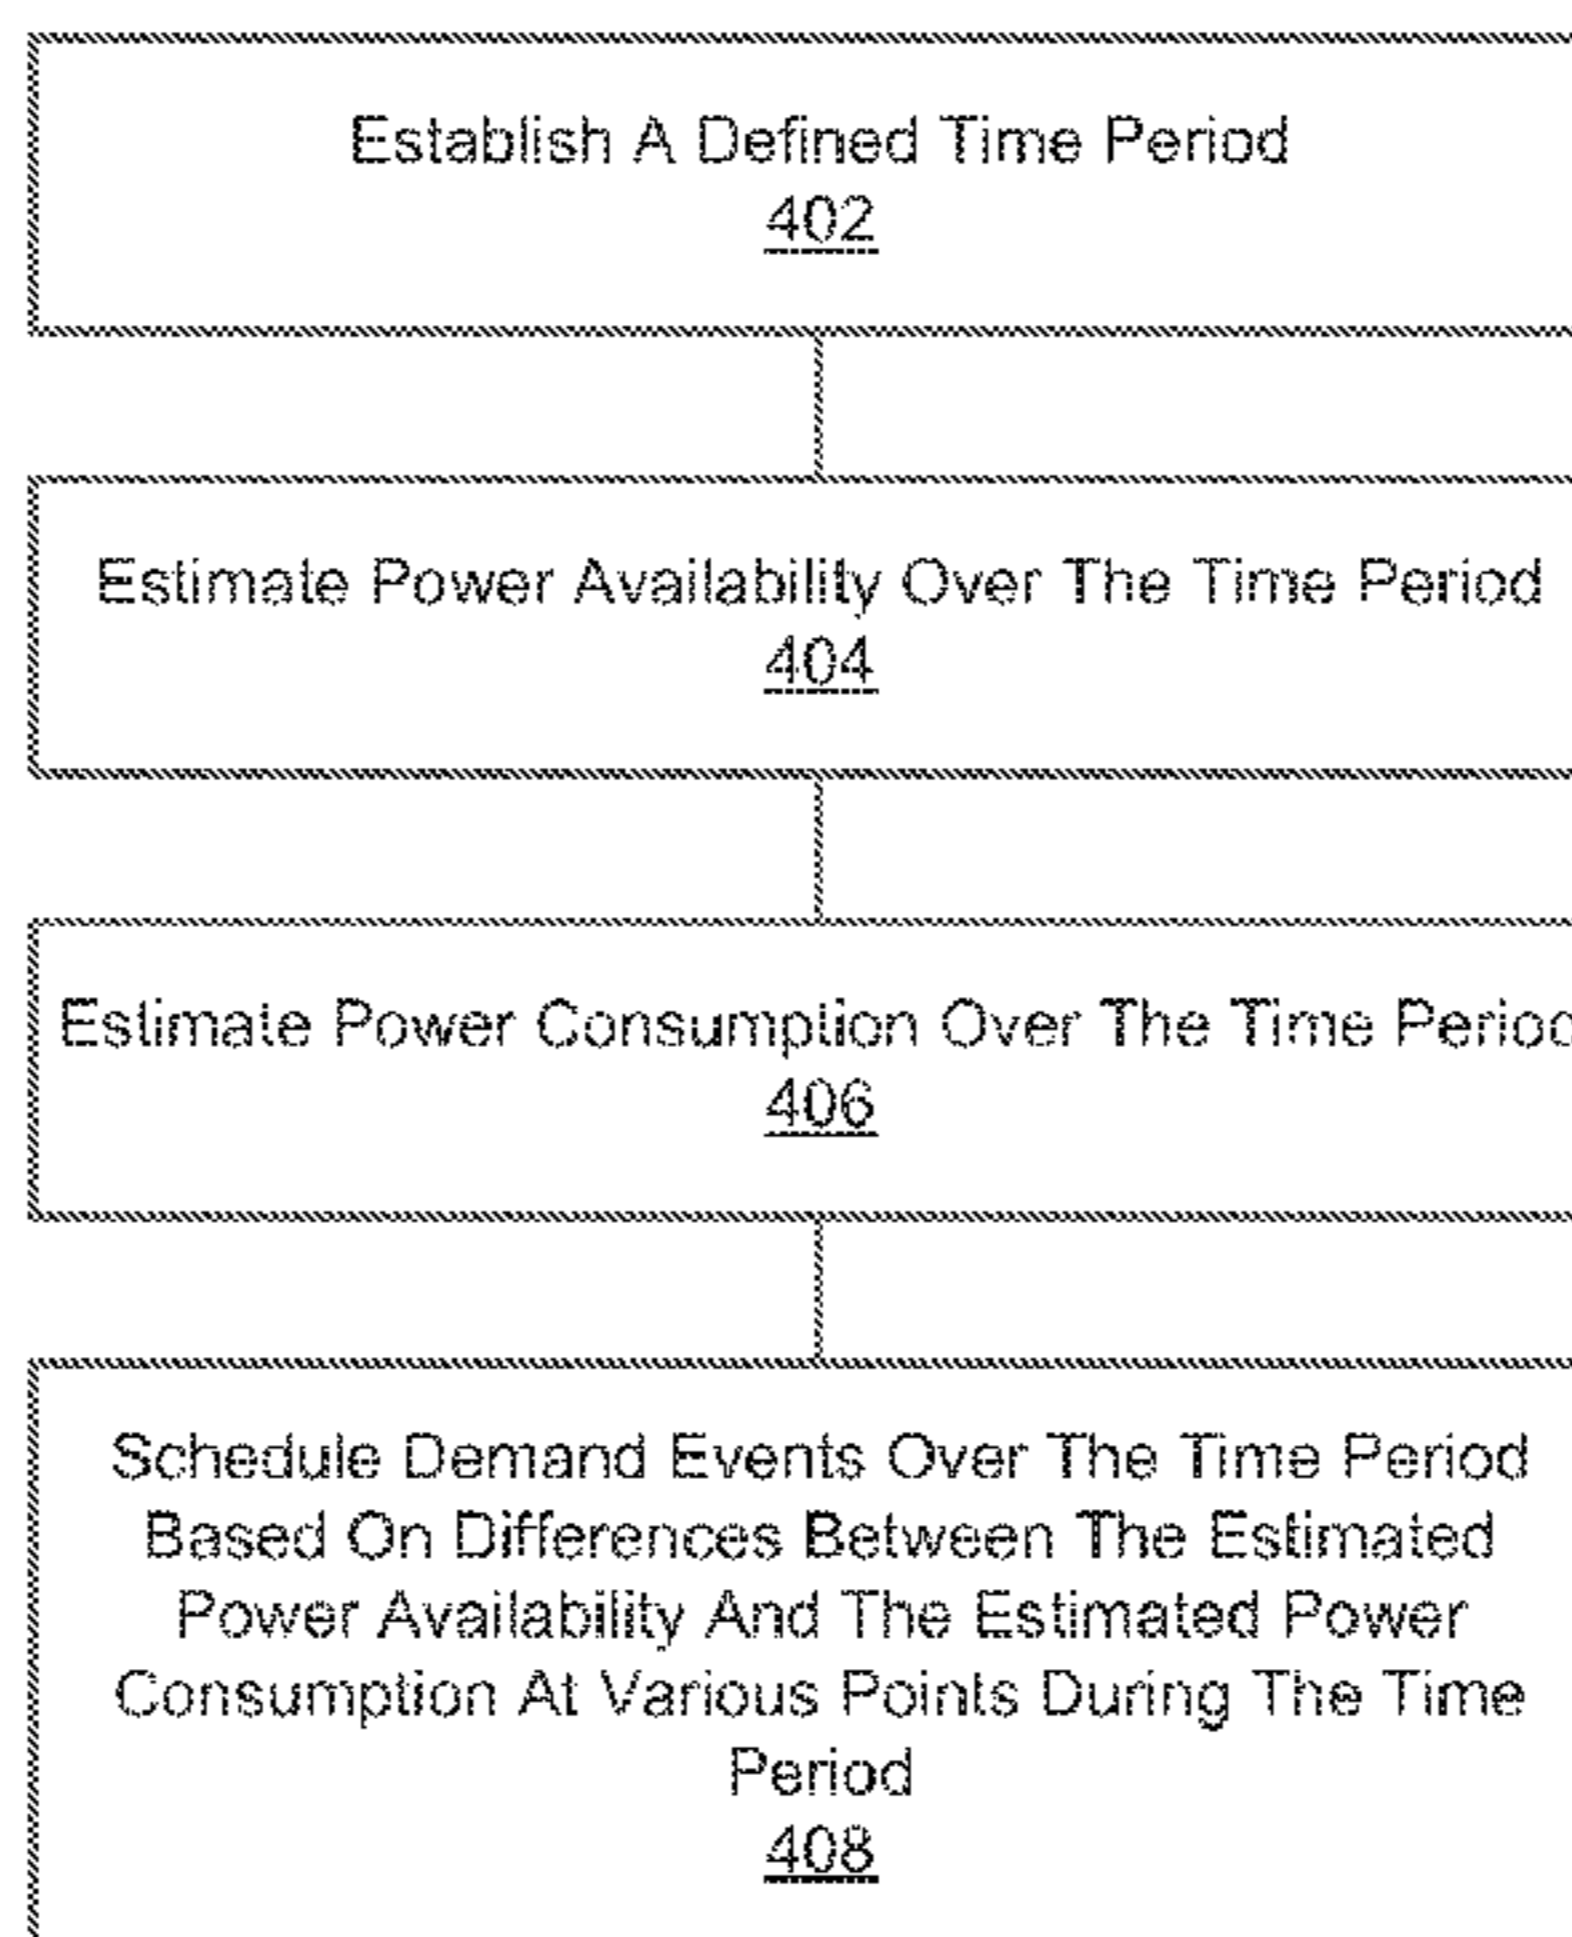 Establish A Defined Time Period
402
Estimate Power Availability Over The Time Period
404
Estimate Power Consumption Over The Time Period
406
Schedule Demand Events Over The Time Period
Based On Differences Between The Estimated
Power Availability And The Estimated Power
Consumption At Various Points During The Time
Period
408